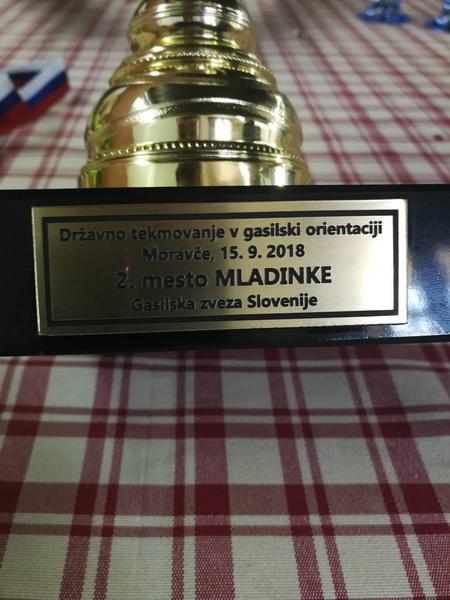 Državno tekmovanje v gasilski orientaciji
Moravče, 15. 9. 2018
2. mesto MLADINKE
Gasilska zveza Slovenije